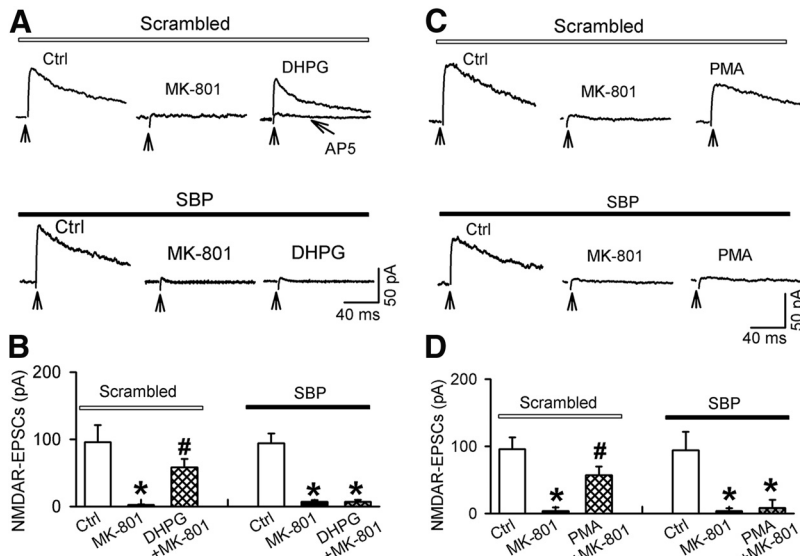 A
Scrambled
Ctrl
MK-801
DHPG
AP5
SBP
Ctrl
MK-801
DHPG
50 pA
40 ms
B
NMDAR-EPSCs (pA)
200
100
0
Scrambled
SBP
*
#
*
*
Ctrl
MK-801
DHPG
+MK-801
Ctrl
MK-801
DHPG
+MK-801
C
Scrambled
Ctrl
MK-801
PMA
SBP
Ctrl
MK-801
PMA
50 pA
40 ms
D
NMDAR-EPSCs (pA)
200
100
0
Scrambled
SBP
*
#
*
*
Ctrl
MK-801
PMA
+MK-801
Ctrl
MK-801
PMA
+MK-801